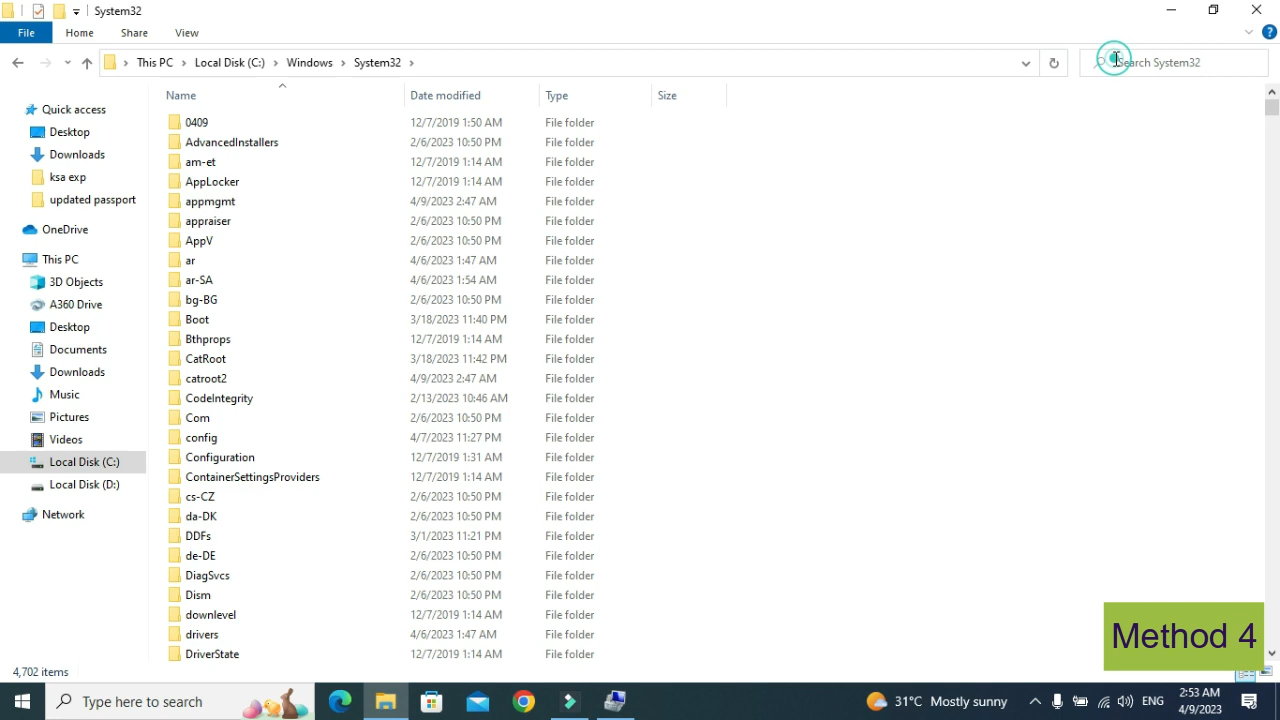 System32
File Home Share View
This PC Local Disk (C:) Windows System32
Search System32
Name Date modified Type Size
Quick access
Desktop
Downloads
ksa exp
updated passport
OneDrive
This PC
3D Objects
A360 Drive
Desktop
Documents
Downloads
Music
Pictures
Videos
Local Disk (C:)
Local Disk (D:)
Network
0409 12/7/2019 1:50 AM File folder
AdvancedInstallers 2/6/2023 10:50 PM File folder
am-et 12/7/2019 1:14 AM File folder
AppLocker 12/7/2019 1:14 AM File folder
appmgmt 4/9/2023 2:47 AM File folder
appraiser 2/6/2023 10:50 PM File folder
AppV 2/6/2023 10:50 PM File folder
ar 4/6/2023 1:47 AM File folder
ar-SA 4/6/2023 1:54 AM File folder
bg-BG 2/6/2023 10:50 PM File folder
Boot 3/18/2023 11:40 PM File folder
Bthprops 12/7/2019 1:14 AM File folder
CatRoot 3/18/2023 11:42 PM File folder
catroot2 4/9/2023 2:47 AM File folder
CodeIntegrity 2/13/2023 10:46 AM File folder
Com 2/6/2023 10:50 PM File folder
config 4/7/2023 11:27 PM File folder
Configuration 12/7/2019 1:31 AM File folder
ContainerSettingsProviders 12/7/2019 1:14 AM File folder
cs-CZ 2/6/2023 10:50 PM File folder
da-DK 2/6/2023 10:50 PM File folder
DDFs 3/1/2023 11:21 PM File folder
de-DE 2/6/2023 10:50 PM File folder
DiagSvcs 2/6/2023 10:50 PM File folder
Dism 2/6/2023 10:50 PM File folder
downlevel 12/7/2019 1:14 AM File folder
drivers 4/6/2023 1:47 AM File folder
DriverState 12/7/2019 1:14 AM File folder
Method 4
4,702 items
Type here to search
31°C Mostly sunny
ENG
2:53 AM
4/9/2023